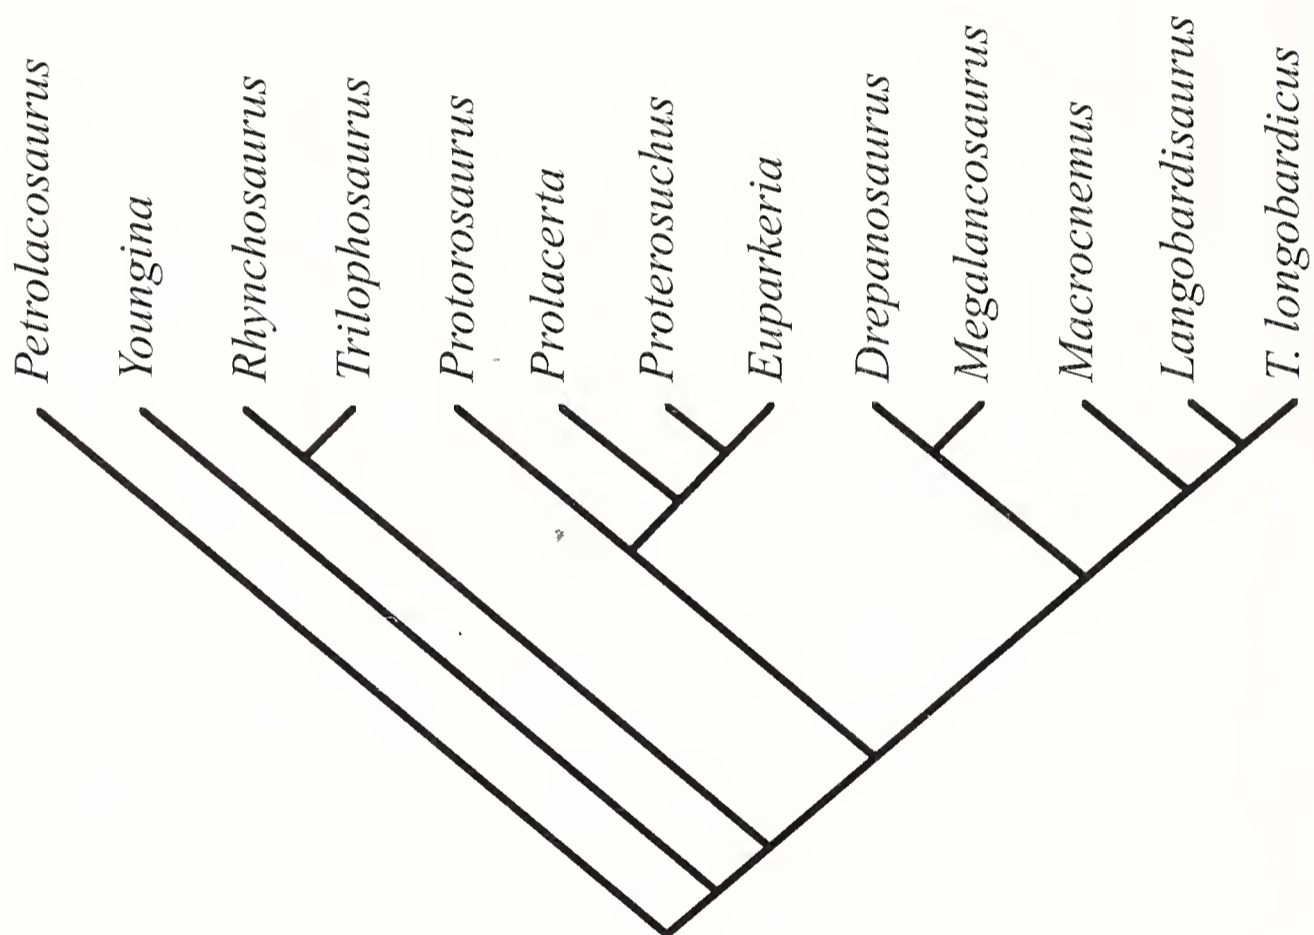 Petrolacosaurus
Youngina
Rhynchosaurus
Trilophosaurus
Protorosaurus
Prolacerta
Proterosuchus
Euparkeria
Drepanosaurus
Megalancosaurus
Macrocnemus
Langobardisaurus
T. longobardicus